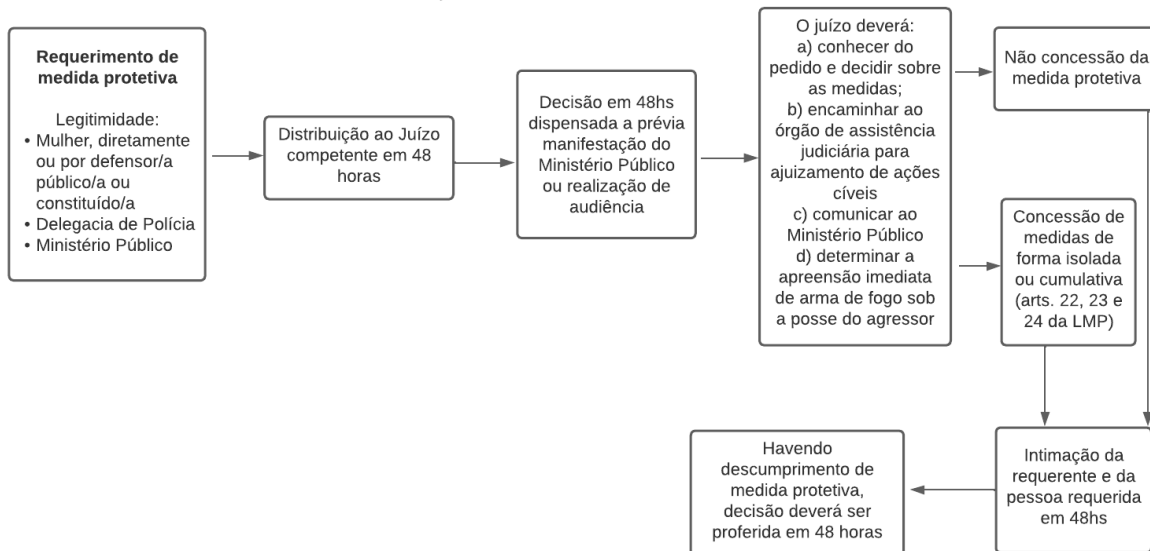 Requerimento de
medida protetiva
Legitimidade:
• Mulher, diretamente
ou por defensor/a
público/a ou
constituído/a
• Delegacia de Polícia
• Ministério Público
Distribuição ao Juízo
competente em 48
horas
Decisão em 48hs
dispensada a prévia
manifestação do
Ministério Público
ou realização de
audiência
O juízo deverá:
a) conhecer do
pedido e decidir sobre
as medidas;
b) encaminhar ao
órgão de assistência
judiciária para
ajuizamento de ações
cíveis
c) comunicar ao
Ministério Público
d) determinar a
apreensão imediata
de arma de fogo sob
a posse do agressor
Não concessão da
medida protetiva
Concessão de
medidas de
forma isolada
ou cumulativa
(arts. 22, 23 e
24 da LMP)
Intimação da
requerente e da
pessoa requerida
em 48hs
Havendo
descumprimento de
medida protetiva,
decisão deverá ser
proferida em 48 horas